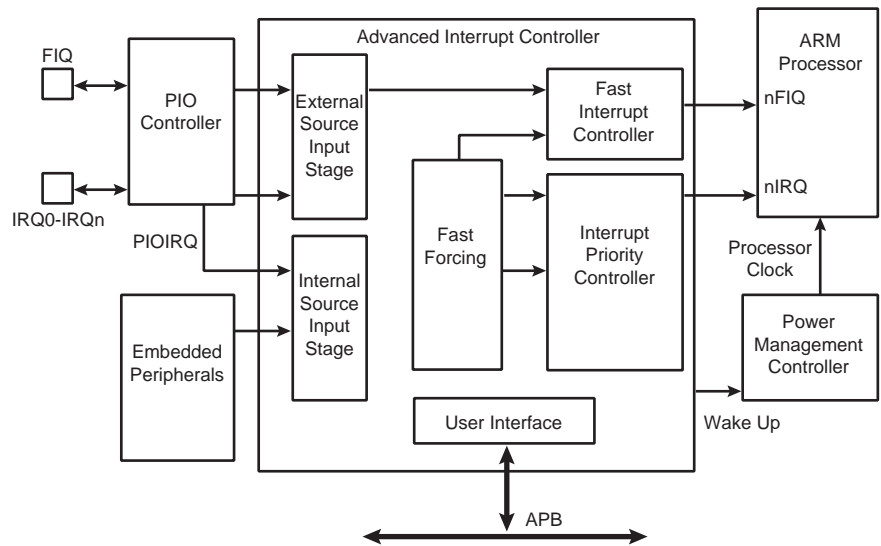 FIQ
PIO
Controller
IRQ0-IRQn
PIOIRQ
Embedded
Peripherals
Advanced Interrupt Controller
External
Source
Input
Stage
Internal
Source
Input
Stage
Fast
Forcing
Fast
Interrupt
Controller
Interrupt
Priority
Controller
User Interface
APB
ARM
Processor
nFIQ
nIRQ
Processor
Clock
Power
Management
Controller
Wake Up